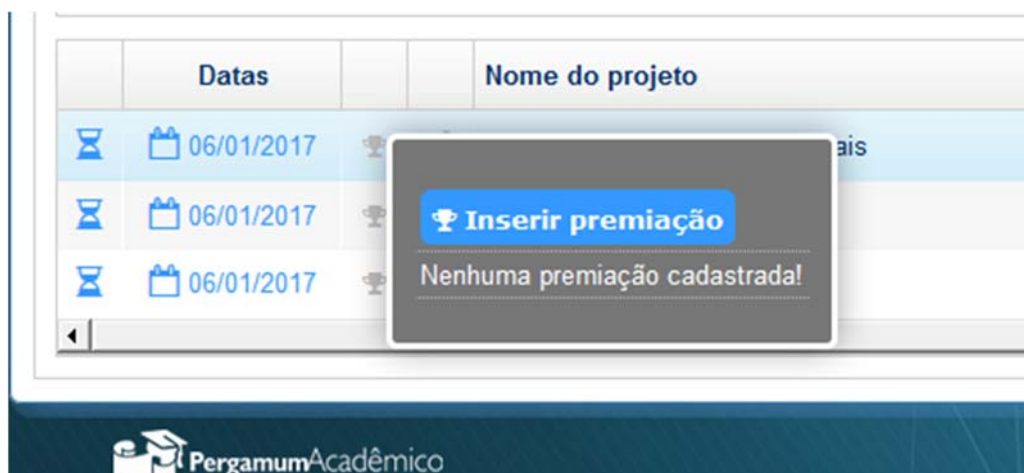 Datas Nome do projeto
06/01/2017 ais
06/01/2017
06/01/2017
Inserir premiação
Nenhuma premiação cadastrada!
PergamumAcadêmico